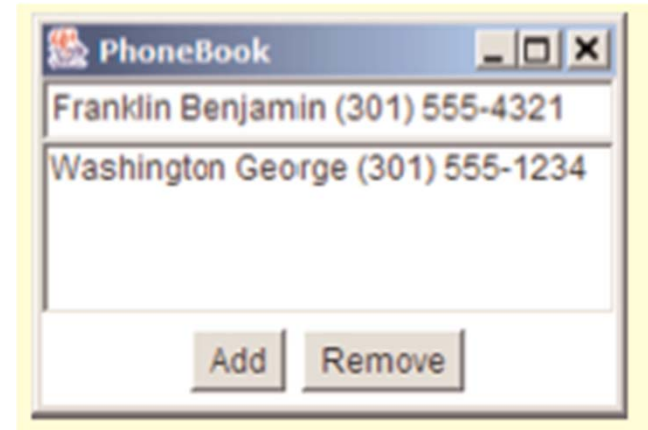 PhoneBook
Franklin Benjamin (301) 555-4321
Washington George (301) 555-1234
Add Remove